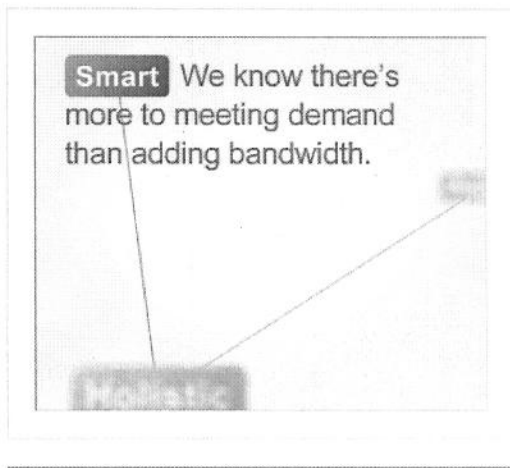 Smart We know there's
more to meeting demand
than adding bandwidth.
Holistic